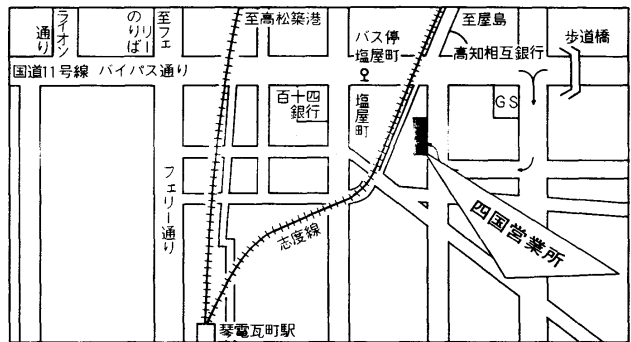 ライオン通り
至フェリーのりば
至高松築港
至屋島
バス停
塩屋町
高知相互銀行
歩道橋
国道11号線 バイパス通り
百十四
銀行
塩屋町
GS
フェリー通り
志度線
四国営業所
琴電瓦町駅